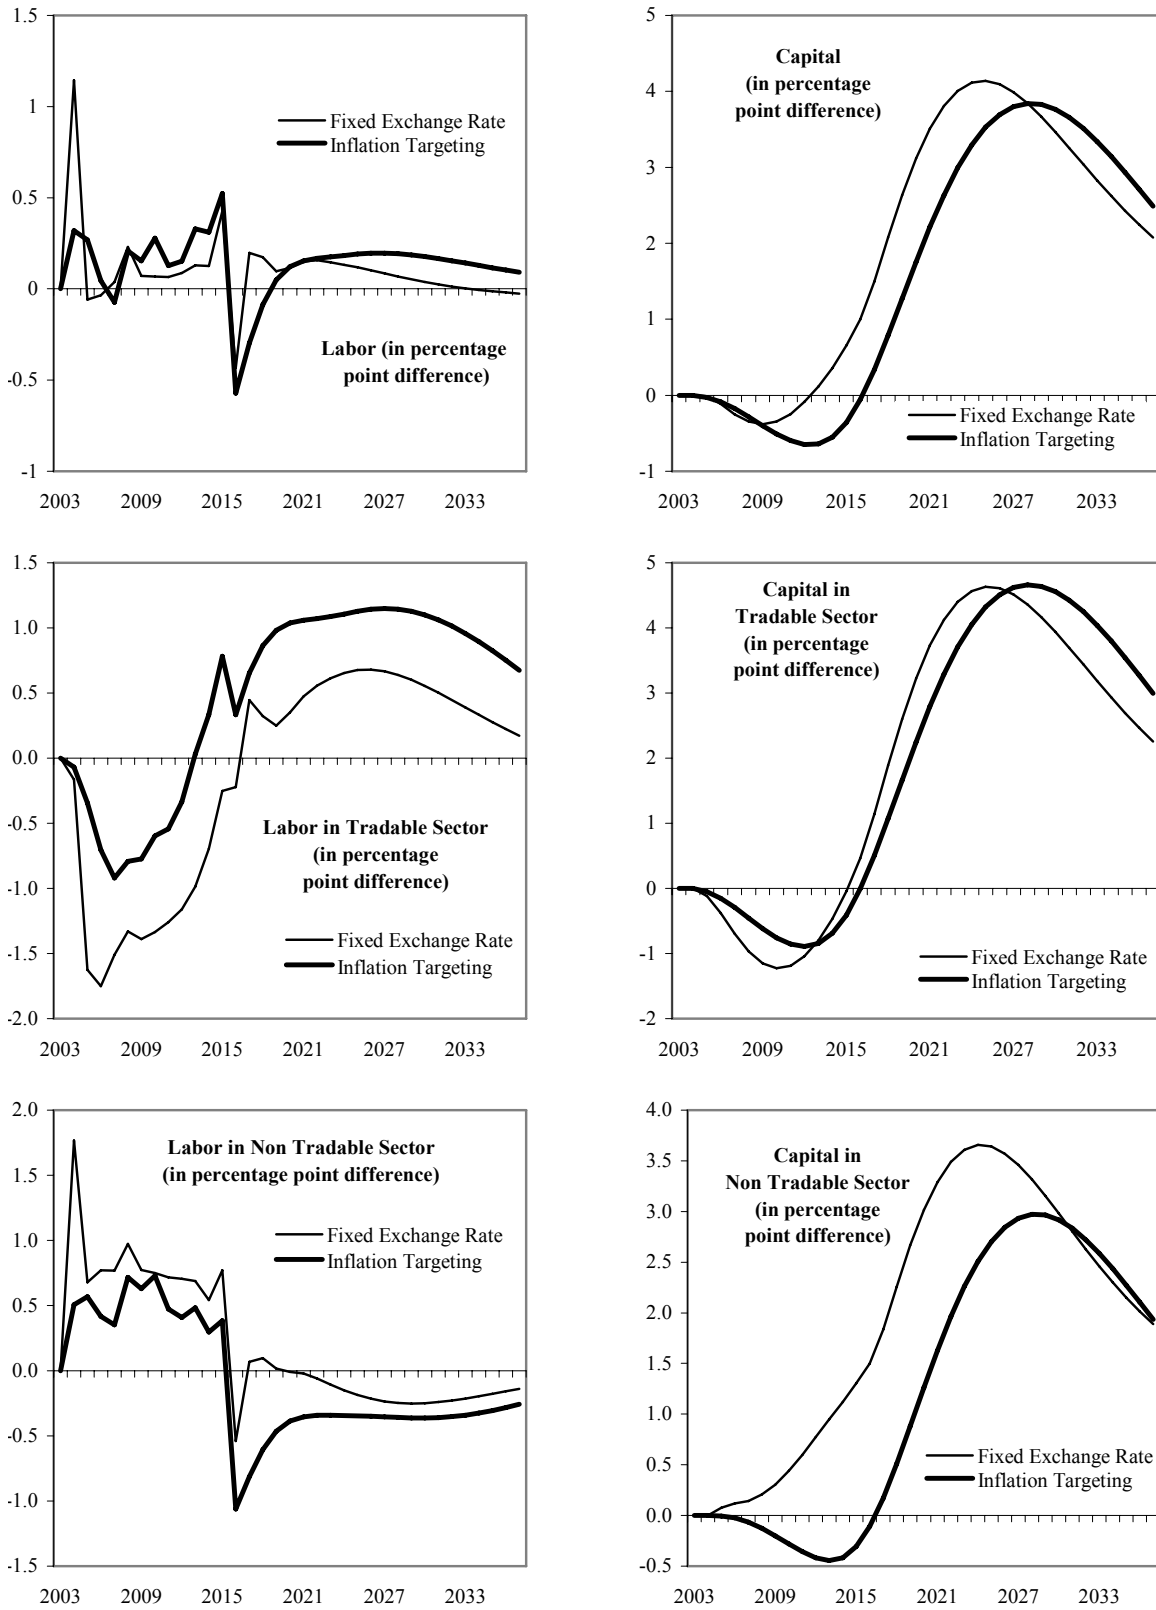 1.5
1
0.5
0
-0.5
-1
Fixed Exchange Rate
Inflation Targeting
Labor (in percentage
point difference)
2003 2009 2015 2021 2027 2033
5
4
3
2
1
0
-1
Capital
(in percentage
point difference)
Fixed Exchange Rate
Inflation Targeting
2003 2009 2015 2021 2027 2033
1.5
1.0
0.5
0.0
-0.5
-1.0
-1.5
-2.0
Labor in Tradable Sector
(in percentage
point difference)
Fixed Exchange Rate
Inflation Targeting
2003 2009 2015 2021 2027 2033
5
4
3
2
1
0
-1
-2
Capital in
Tradable Sector
(in percentage
point difference)
Fixed Exchange Rate
Inflation Targeting
2003 2009 2015 2021 2027 2033
2.0
1.5
1.0
0.5
0.0
-0.5
-1.0
-1.5
Labor in Non Tradable Sector
(in percentage point difference)
Fixed Exchange Rate
Inflation Targeting
2003 2009 2015 2021 2027 2033
4.0
3.5
3.0
2.5
2.0
1.5
1.0
0.5
0.0
-0.5
Capital in
Non Tradable Sector
(in percentage
point difference)
Fixed Exchange Rate
Inflation Targeting
2003 2009 2015 2021 2027 2033